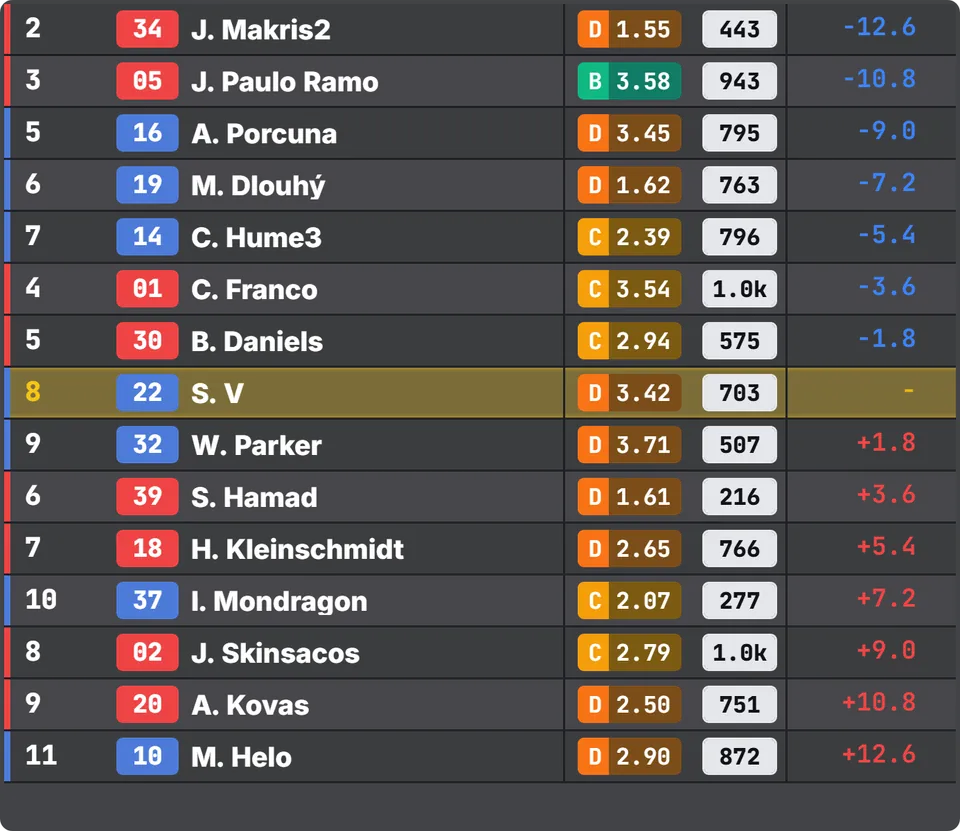 2 34 J. Makris2 D 1.55 443 -12.6
3 05 J. Paulo Ramo B 3.58 943 -10.8
5 16 A. Porcuna D 3.45 795 -9.0
6 19 M. Dlouhý D 1.62 763 -7.2
7 14 C. Hume3 C 2.39 796 -5.4
4 01 C. Franco C 3.54 1.0k -3.6
5 30 B. Daniels C 2.94 575 -1.8
8 22 S. V D 3.42 703 -
9 32 W. Parker D 3.71 507 +1.8
6 39 S. Hamad D 1.61 216 +3.6
7 18 H. Kleinschmidt D 2.65 766 +5.4
10 37 I. Mondragon C 2.07 277 +7.2
8 02 J. Skinsacos C 2.79 1.0k +9.0
9 20 A. Kovas D 2.50 751 +10.8
11 10 M. Helo D 2.90 872 +12.6